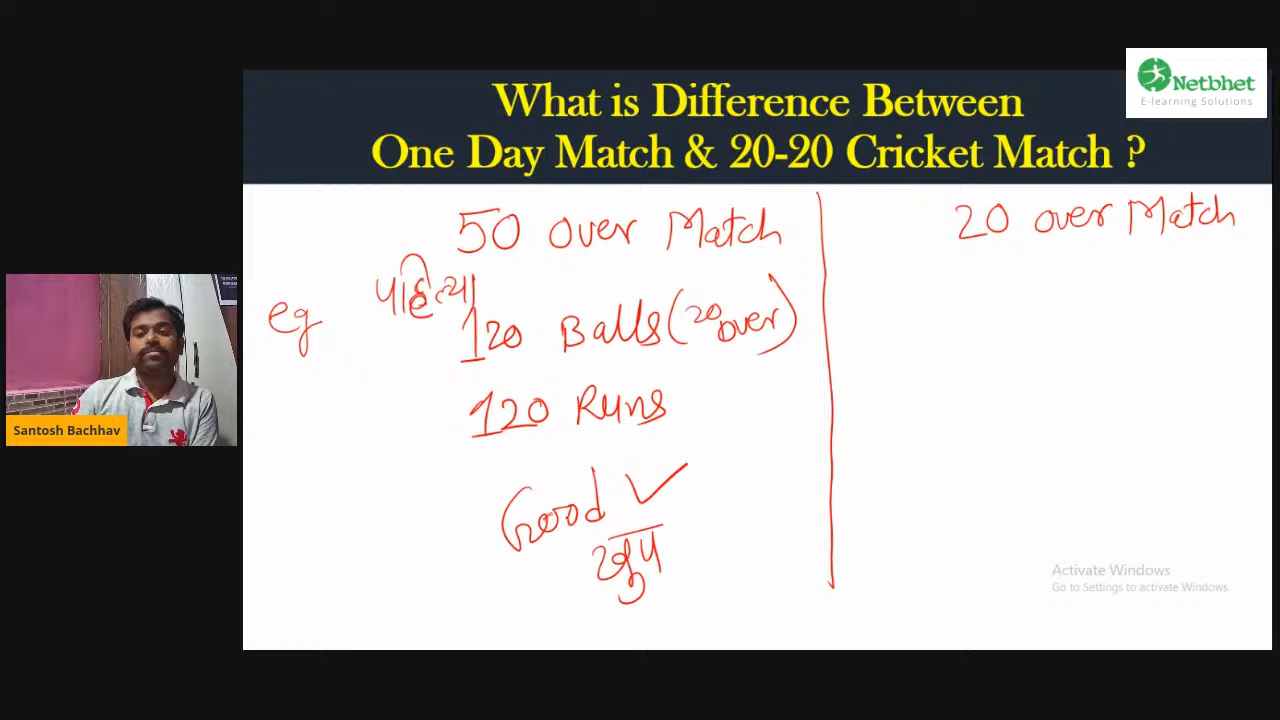 Netbhet
E-learning Solutions
What is Difference Between
One Day Match & 20-20 Cricket Match ?
50 Over Match
20 over Match
पहिल्या
eg
120 Balls (20 over)
120 Runs
Good ✓
खुप
Santosh Bachhav
Activate Windows
Go to Settings to activate Windows.